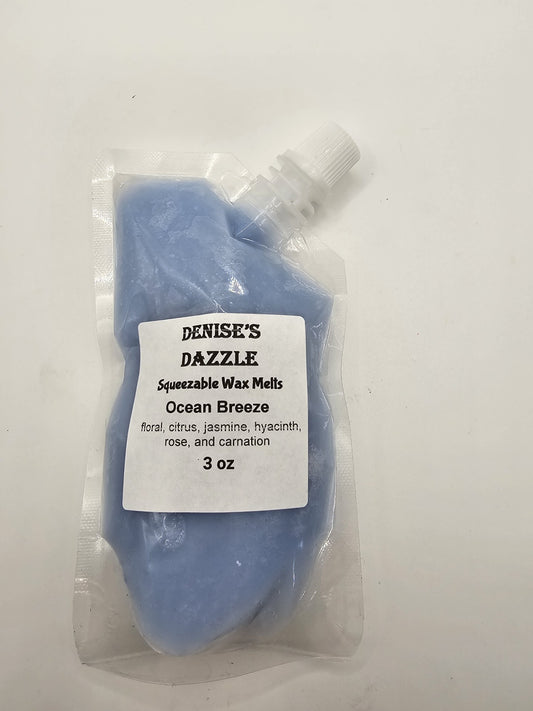 DENISE'S
DAZZLE
Squeezable Wax Melts
Ocean Breeze
floral, citrus, jasmine, hyacinth,
rose, and carnation
3 oz